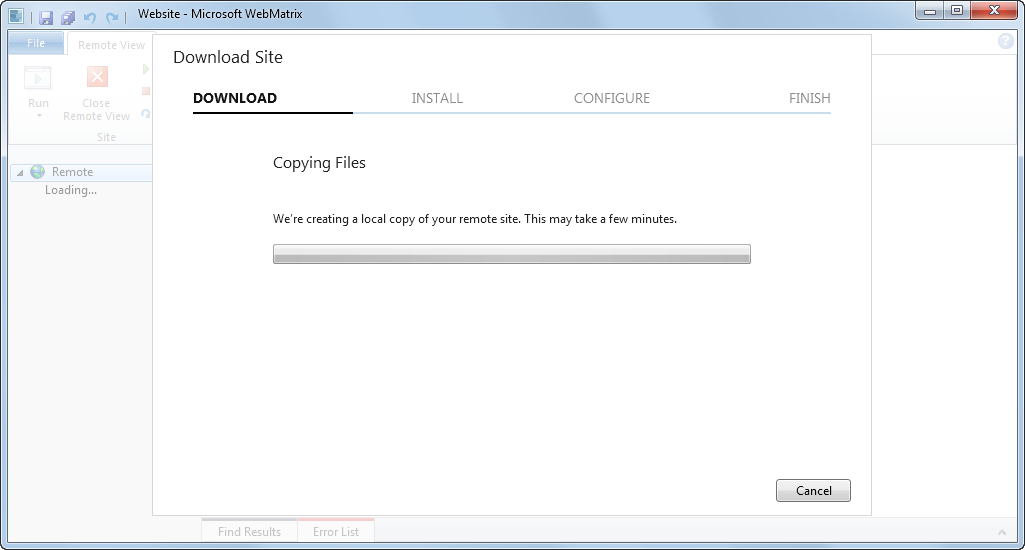 Website - Microsoft WebMatrix
File
Remote View
Run
Close
Remote View
Site
Remote
Loading...
Download Site
DOWNLOAD
INSTALL
CONFIGURE
FINISH
Copying Files
We're creating a local copy of your remote site. This may take a few minutes.
Cancel
Find Results
Error List